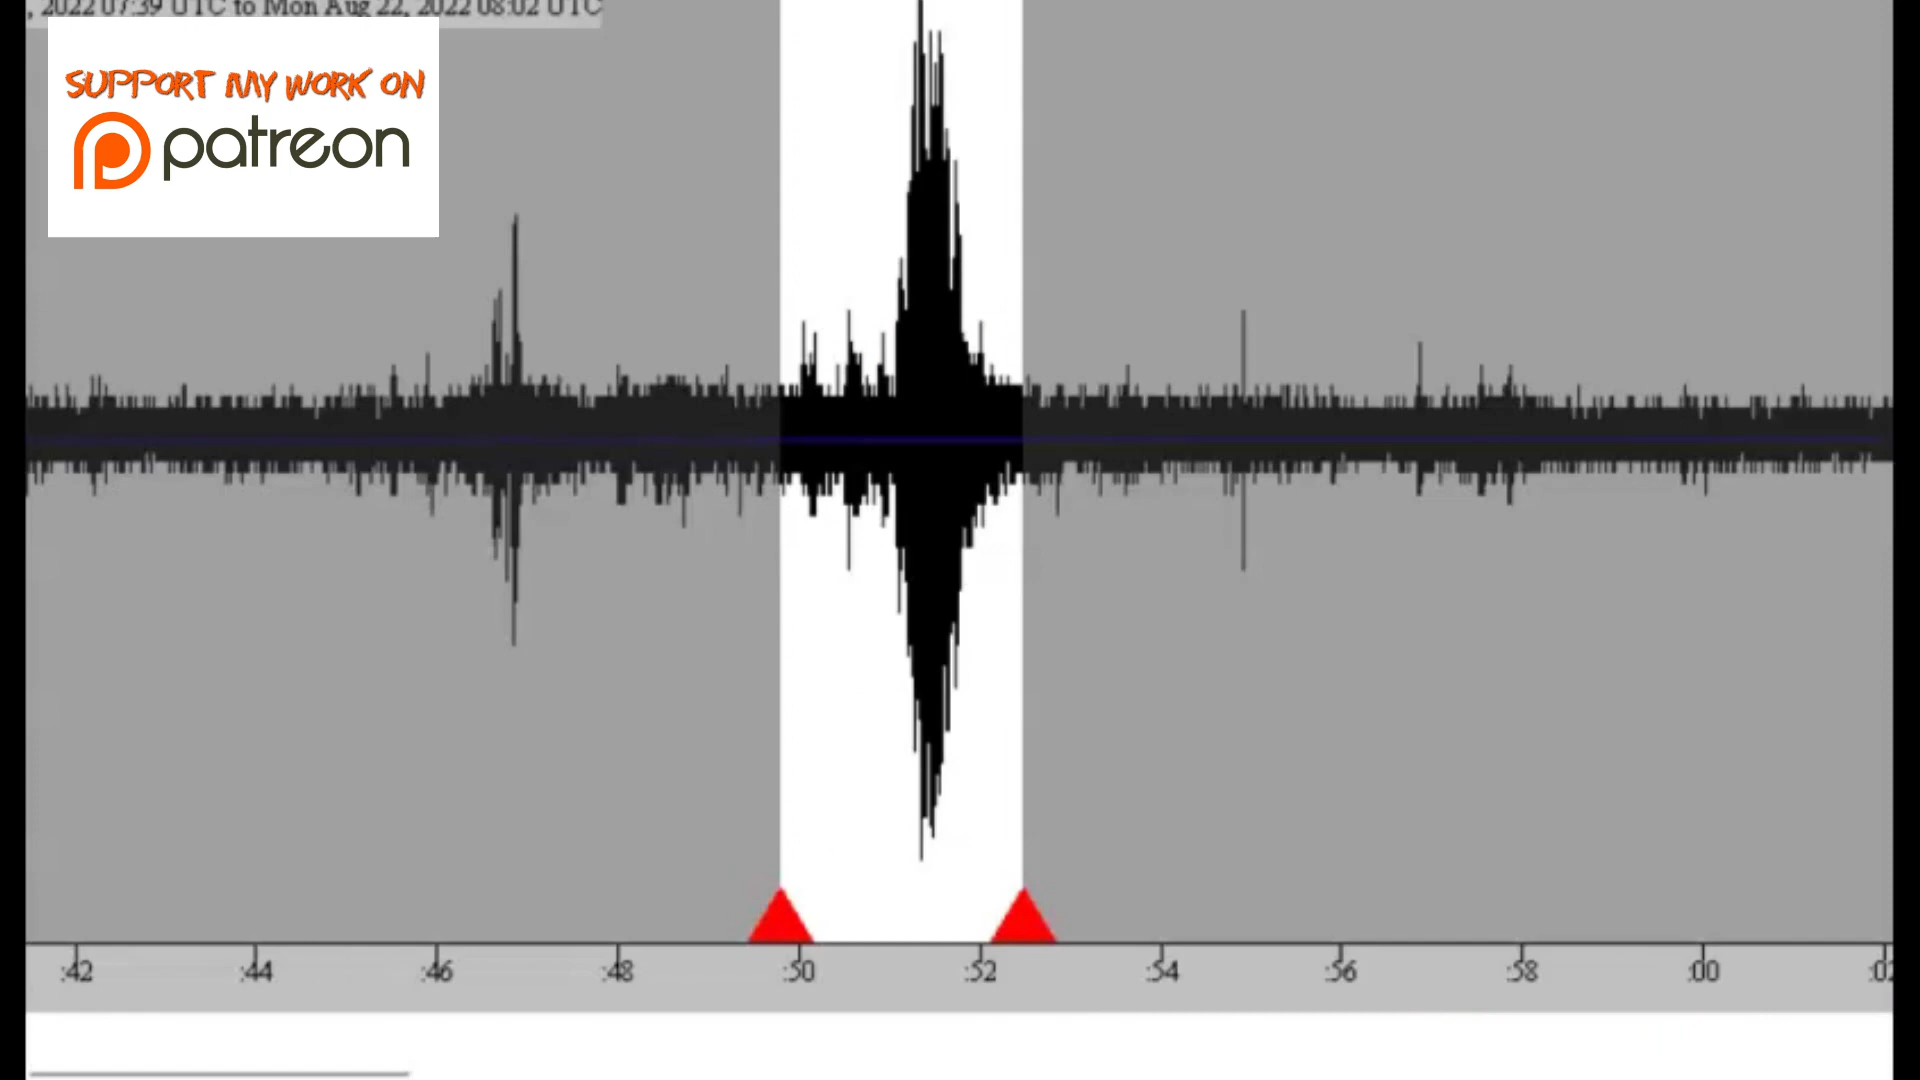 , 2022 07:39 UTC to Mon Aug 22, 2022 08:02 UTC
SUPPORT MY WORK ON
patreon
:42 :44 :46 :48 :50 :52 :54 :56 :58 :00 :02